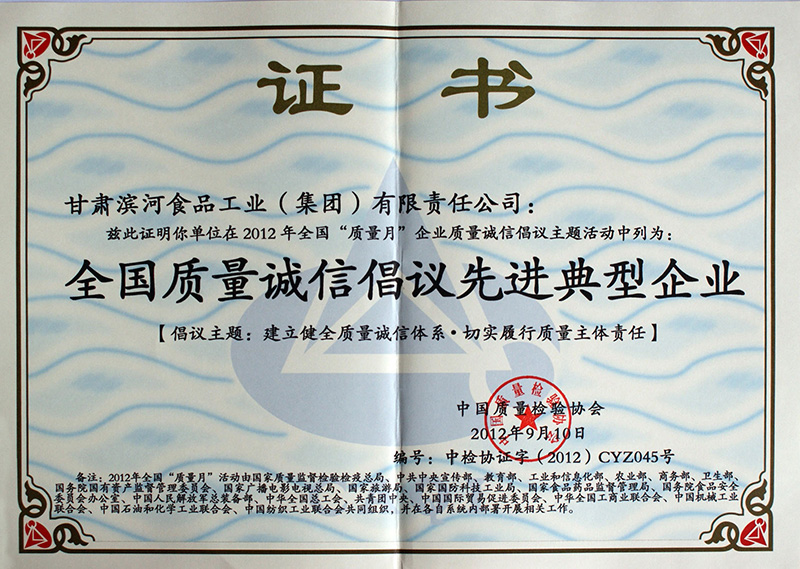 证书
甘肃滨河食品工业（集团）有限责任公司：
兹此证明你单位在2012年全国“质量月”企业质量诚信倡议主题活动中列为：
全国质量诚信倡议先进典型企业
【倡议主题：建立健全质量诚信体系·切实履行质量主体责任】
中国质量检验协会
中国质量检验协会
2012年9月10日
编号：中检协证字（2012）CYZ045号
备注：2012年全国“质量月”活动由国家质量监督检验检疫总局、中共中央宣传部、教育部、工业和信息化部、农业部、商务部、卫生部、
国务院国有资产监督管理委员会、国家广播电影电视总局、国家旅游局、国家国防科技工业局、国家食品药品监督管理局、国务院食品安全
委员会办公室、中国人民解放军总装备部、中华全国总工会、共青团中央、中国国际贸易促进委员会、中华全国工商业联合会、中国机械工业
联合会、中国石油和化学工业联合会、中国纺织工业联合会共同组织，并在各自系统内部署开展相关工作。